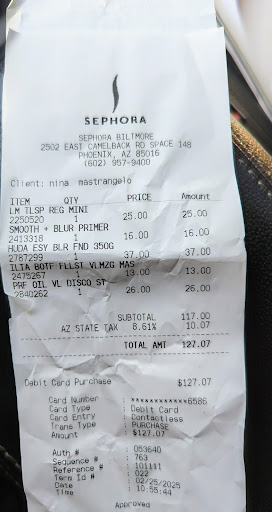 SEPHORA
SEPHORA BILTMORE
2502 EAST CAMELBACK RD SPACE 148
PHOENIX, AZ 85016
(602) 957-9400
Client: nina mastrangelo
ITEM QTY PRICE Amount
LM TLSP REG MINI
2250520 1 25.00 25.00
SMOOTH + BLUR PRIMER
2413318 1 16.00 16.00
HUDA ESY BLR FND 350G
2787299 1 37.00 37.00
ILIA BOTF FLLST VLMZG MAS
2475267 1 13.00 13.00
PRF OIL VL DISCO ST
2840262 1 26.00 26.00
SUBTOTAL 117.00
AZ STATE TAX 8.61% 10.07
TOTAL AMT 127.07
Debit Card Purchase $127.07
Card Number : ************6586
Card Type : Debit Card
Card Entry : Contactless
Trans Type : PURCHASE
Amount : $127.07
Auth # : 053640
Sequence # : 763
Reference # : 101111
Term Id # : 022
Date : 02/25/2025
Time : 10:55:44
Approved